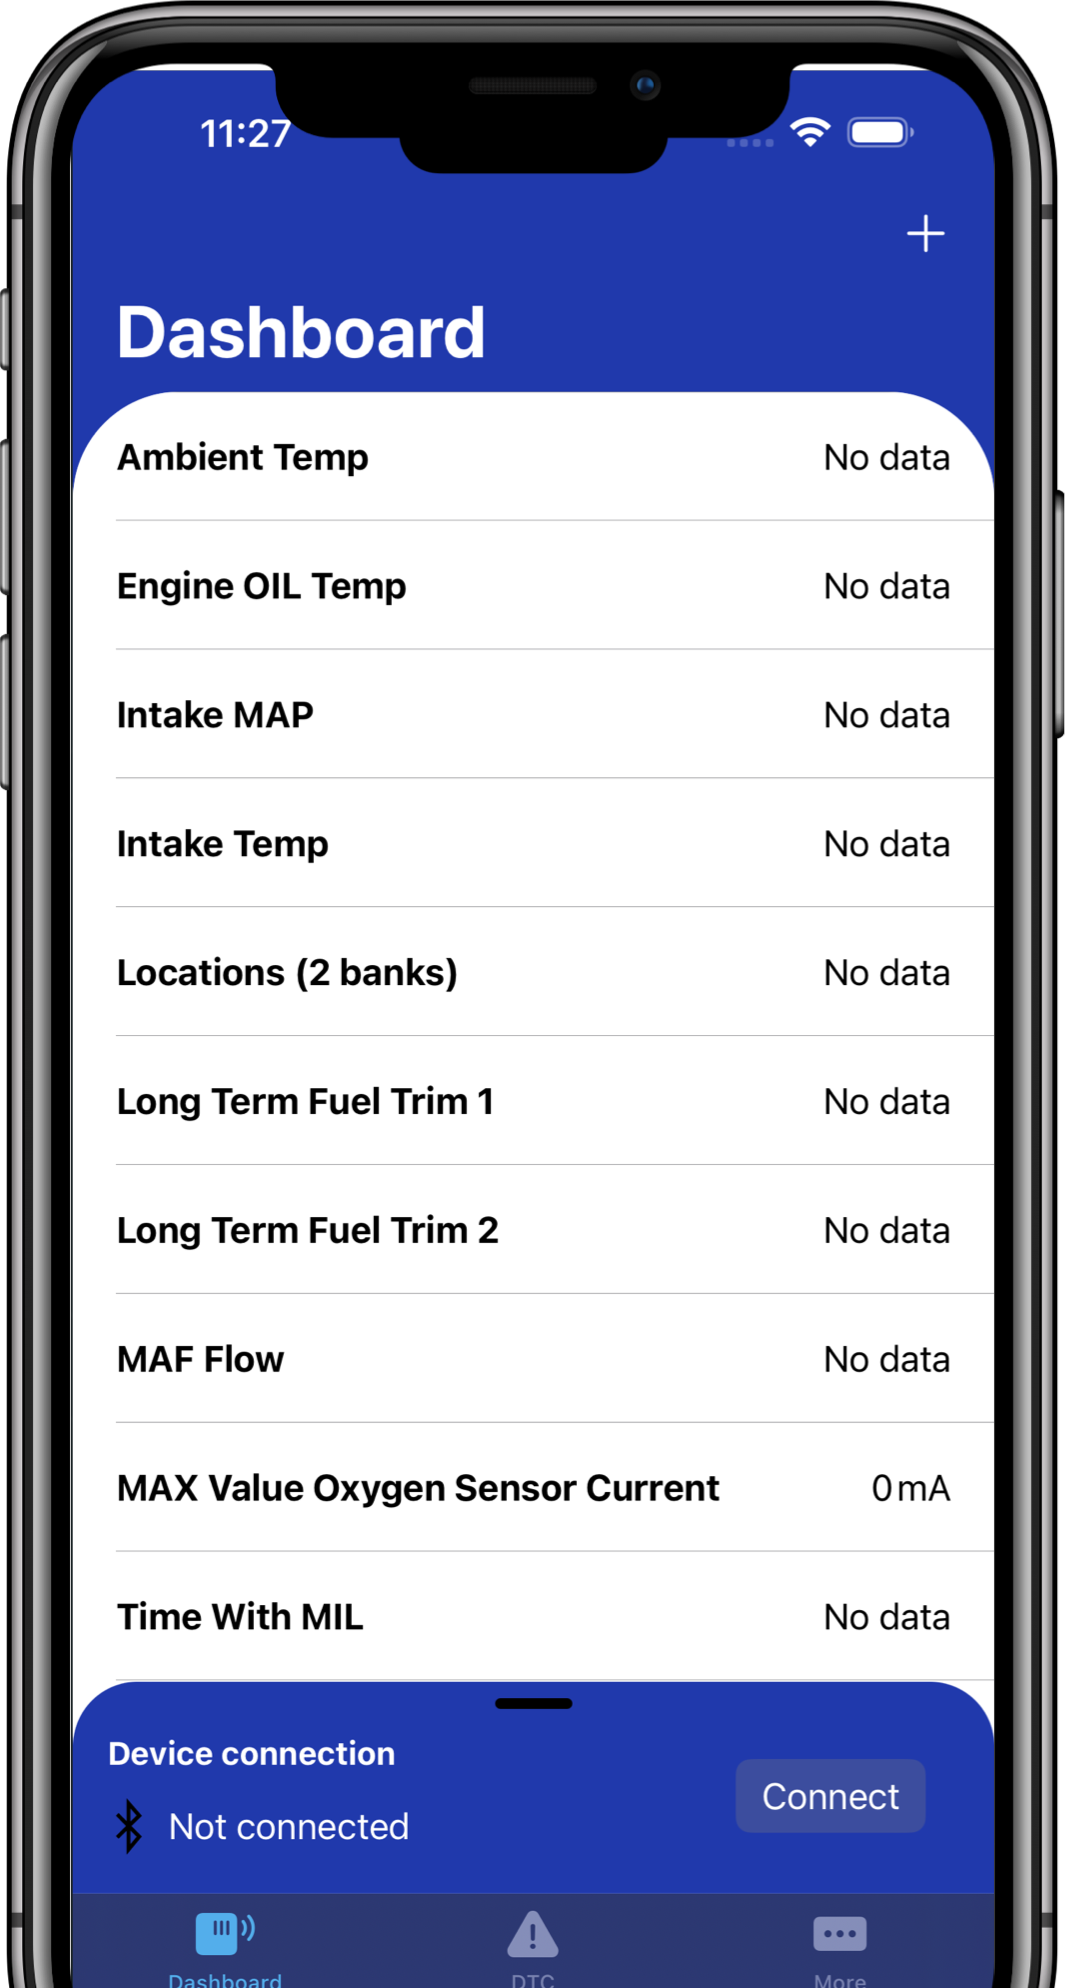 11:27
Dashboard
Ambient Temp No data
Engine OIL Temp No data
Intake MAP No data
Intake Temp No data
Locations (2 banks) No data
Long Term Fuel Trim 1 No data
Long Term Fuel Trim 2 No data
MAF Flow No data
MAX Value Oxygen Sensor Current 0 mA
Time With MIL No data
Device connection
Not connected
Connect
Dashboard DTC More